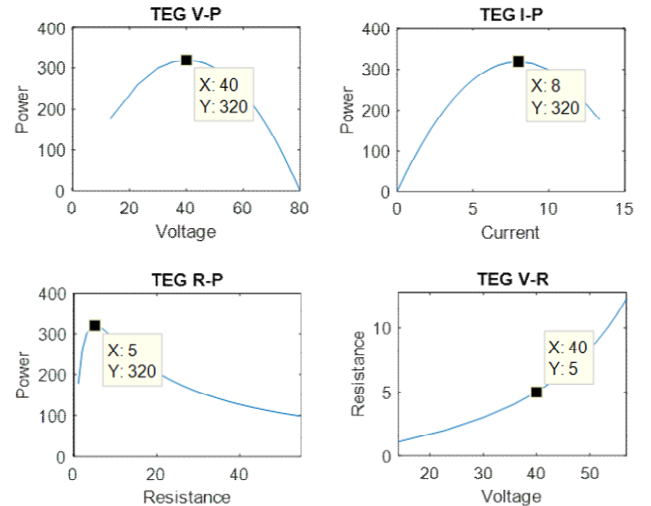 TEG V-P
400
300
200
100
0
0 20 40 60 80
Power
Voltage
X: 40
Y: 320
TEG I-P
400
300
200
100
0
0 5 10 15
Power
Current
X: 8
Y: 320
TEG R-P
400
300
200
100
0
0 20 40
Power
Resistance
X: 5
Y: 320
TEG V-R
10
5
0
20 30 40 50
Resistance
Voltage
X: 40
Y: 5